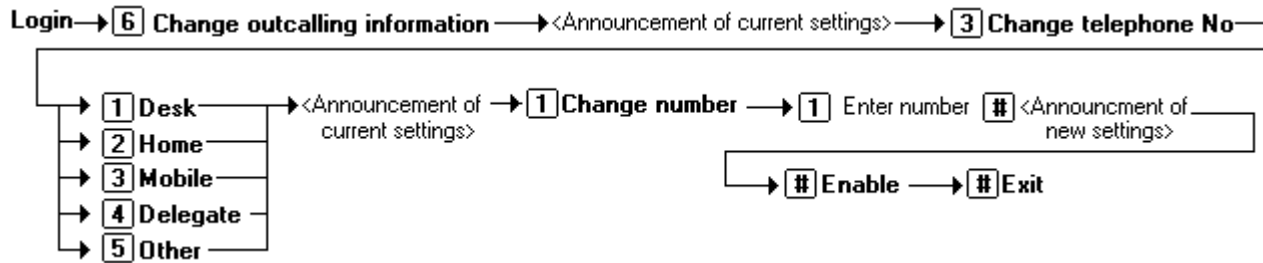 Login 6 Change outcalling information <Announcement of current settings> 3 Change telephone No
1 Desk <Announcement of current settings> 1 Change number 1 Enter number # <Announcment of new settings>
2 Home
3 Mobile
4 Delegate
5 Other
# Enable # Exit